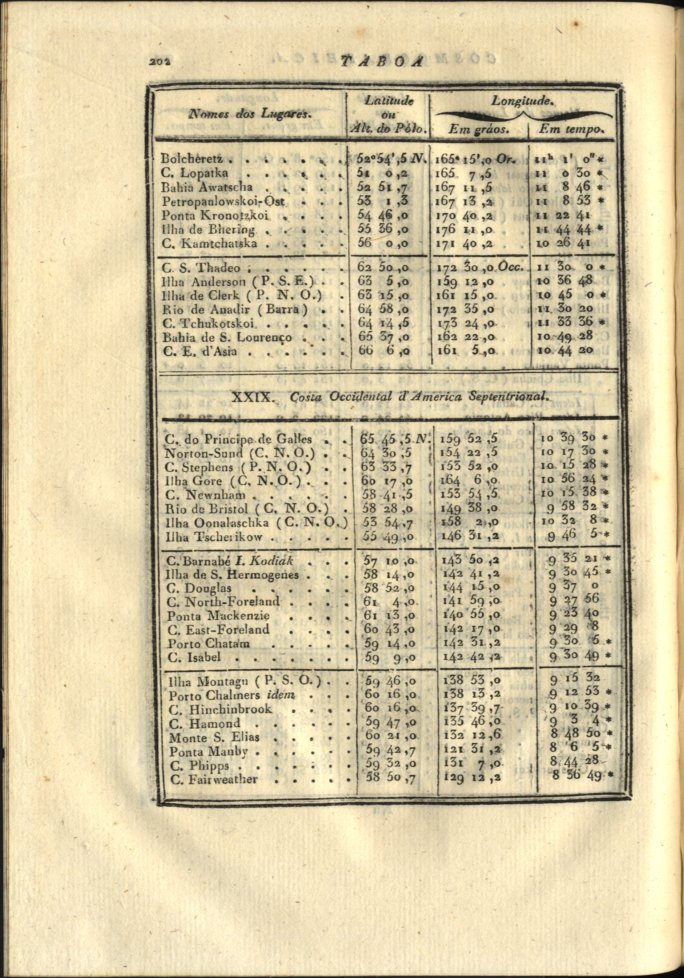 202 TABOA
Nomes dos Lugares. Latitude ou Alt. do Pólo. Longitude. Em gráos. Em tempo.
Bolchèretz . . . . . . 52°54',5 N. 165° 15',0 Or. 11h 1' 0"*
C. Lopatka . . . . . . 51 0,2 165 7,5 11 0 30 *
Bahia Awatscha . . . . . 52 51,7 167 11,5 11 8 46 *
Petropaulowskoi-Ost . . . 53 1,3 167 13,2 11 8 53 *
Ponta Kronotzkoi . . . . 54 46,0 170 40,2 11 22 41
Ilha de Bhering . . . . . 55 36,0 176 11,0 11 44 44 *
C. Kamtchatska . . . . . 56 0,0 171 40,2 10 26 41
C. S. Thadeo . . . . . . 62 50,0 172 30,0 Occ. 11 30 0 *
Ilha Anderson (P. S. E.) . . 63 5,0 159 12,0 10 36 48
Ilha de Clerk (P. N. O.) . 63 15,0 161 15,0 10 45 0 *
Rio de Anadir (Barra) . . 64 58,0 172 35,0 11 30 20
C. Tchukotskoi . . . . . 64 14,5 173 24,0 11 33 36 *
Bahia de S. Lourenço . . . 65 37,0 162 22,0 10 49 28
C. E. d'Asia . . . . . . 66 6,0 161 5,0 10 44 20
XXIX. Costa Occidental d'America Septentrional.
C. do Principe de Galles . . 65 45,5 N. 159 52,5 10 39 30 *
Norton-Sund (C. N. O.) . . 64 30,5 154 22,5 10 17 30 *
C. Stephens (P. N. O.) . . 63 33,7 153 52,0 10 15 28 *
Ilha Gore (C. N. O.) . . . 60 17,0 164 6,0 10 56 24 *
C. Newnham . . . . . . 58 41,5 153 54,5 10 15 38 *
Rio de Bristol (C. N. O.) . 58 28,0 149 38,0 9 58 32 *
Ilha Oonalaschka (C. N. O.) 53 54,7 158 2,0 10 32 8 *
Ilha Tscherikow . . . . 55 49,0 146 31,2 9 46 5 *
C. Barnabé I. Kodiak . . . 57 10,0 143 50,2 9 35 21 *
Ilha de S. Hermogenes . . . 58 14,0 142 41,2 9 30 45 *
C. Douglas . . . . . . 58 52,0 144 15,0 9 37 0
C. North-Foreland . . . . 61 4,0 141 59,0 9 27 56
Ponta Mackenzie . . . . 61 13,0 140 55,0 9 23 40
C. East-Foreland . . . . 60 43,0 142 17,0 9 29 8
Porto Chatam . . . . . 59 14,0 142 31,2 9 30 5 *
C. Isabel . . . . . . . 59 9,0 142 42,2 9 30 49 *
Ilha Montagu (P. S. O.) . . 59 46,0 138 53,0 9 15 32
Porto Chalmers idem . . . 60 16,0 138 13,2 9 12 53 *
C. Hinchinbrook . . . . 60 16,0 137 39,7 9 10 39 *
C. Hamond . . . . . . 59 47,0 135 46,0 9 3 4 *
Monte S. Elias . . . . . 60 21,0 132 12,6 8 48 50 *
Ponta Manby . . . . . . 59 42,7 121 31,2 8 6 5 *
C. Phipps . . . . . . . 59 32,0 131 7,0 8 44 28
C. Fairweather . . . . . 58 50,7 129 12,2 8 36 49 *